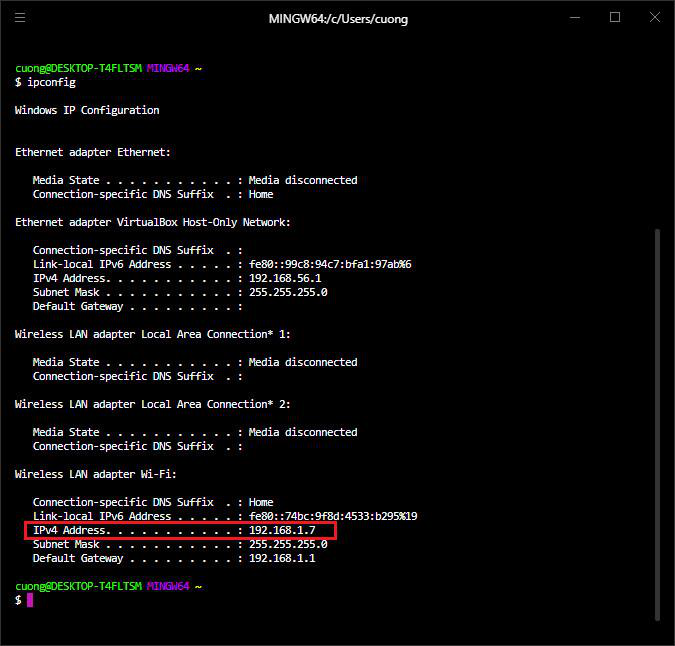 MINGW64:/c/Users/cuong
cuong@DESKTOP-T4FLTSM MINGW64 ~
$ ipconfig
Windows IP Configuration
Ethernet adapter Ethernet:
Media State . . . . . . . . . . . : Media disconnected
Connection-specific DNS Suffix  . : Home
Ethernet adapter VirtualBox Host-Only Network:
Connection-specific DNS Suffix  . :
Link-local IPv6 Address . . . . . : fe80::99c8:94c7:bfa1:97ab%6
IPv4 Address. . . . . . . . . . . : 192.168.56.1
Subnet Mask . . . . . . . . . . . : 255.255.255.0
Default Gateway . . . . . . . . . :
Wireless LAN adapter Local Area Connection* 1:
Media State . . . . . . . . . . . : Media disconnected
Connection-specific DNS Suffix  . :
Wireless LAN adapter Local Area Connection* 2:
Media State . . . . . . . . . . . : Media disconnected
Connection-specific DNS Suffix  . :
Wireless LAN adapter Wi-Fi:
Connection-specific DNS Suffix  . : Home
Link-local IPv6 Address . . . . . : fe80::74bc:9f8d:4533:b295%19
IPv4 Address. . . . . . . . . . . : 192.168.1.7
Subnet Mask . . . . . . . . . . . : 255.255.255.0
Default Gateway . . . . . . . . . : 192.168.1.1
cuong@DESKTOP-T4FLTSM MINGW64 ~
$